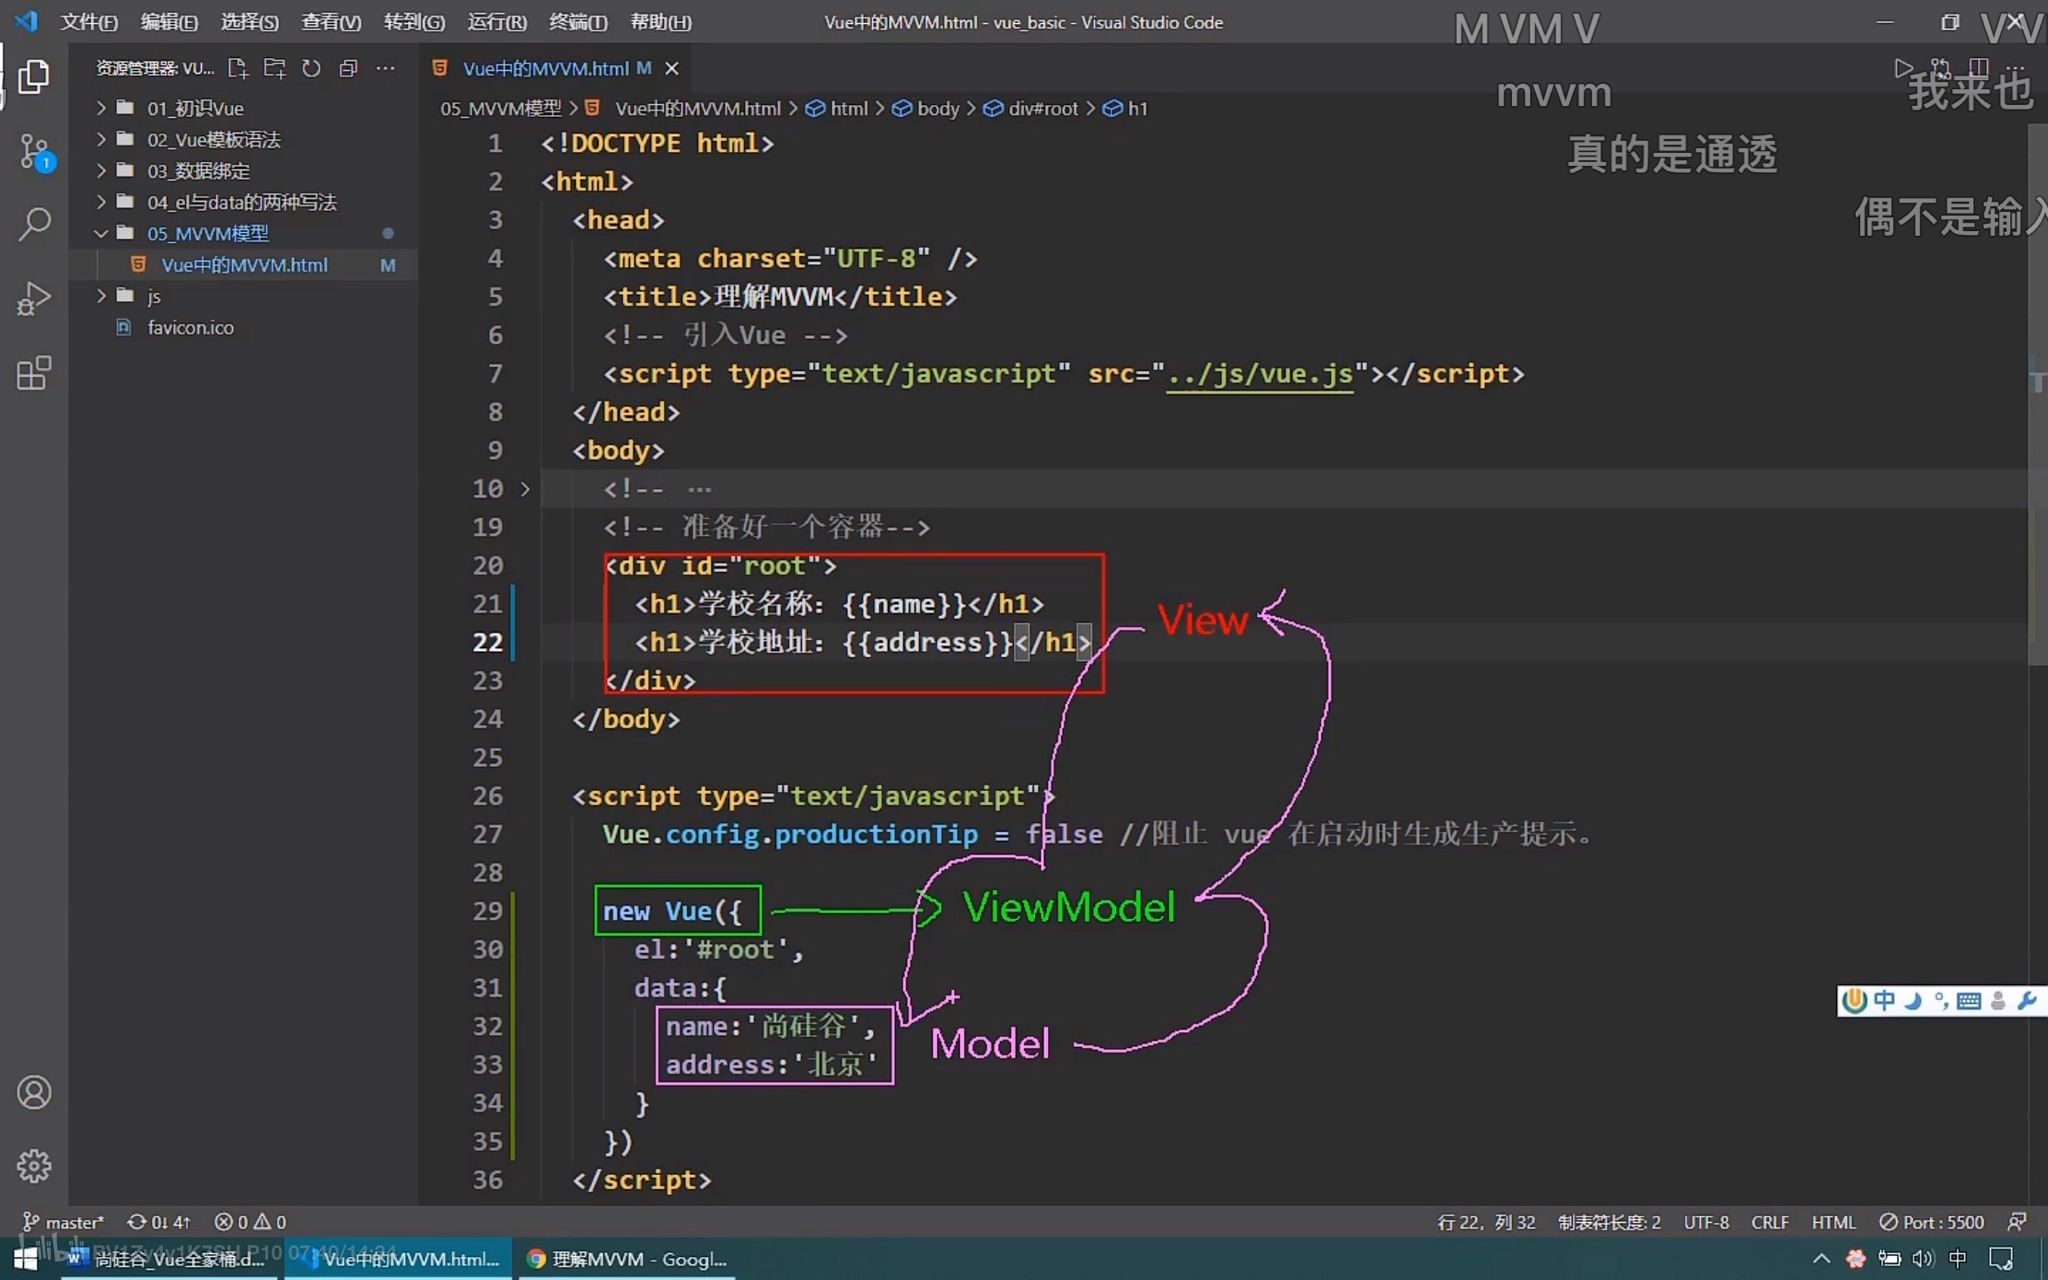 文件(F) 编辑(E) 选择(S) 查看(V) 转到(G) 运行(R) 终端(T) 帮助(H) Vue中的MVVM.html - vue_basic - Visual Studio Code
M VM V
资源管理器: VU...
Vue中的MVVM.html M
mvvm
我来也
真的是通透
偶不是输入
01_初识Vue
02_Vue模板语法
03_数据绑定
04_el与data的两种写法
05_MVVM模型
Vue中的MVVM.html M
js
favicon.ico
1
05_MVVM模型 > Vue中的MVVM.html > html > body > div#root > h1
1 <!DOCTYPE html>
2 <html>
3 <head>
4 <meta charset="UTF-8" />
5 <title>理解MVVM</title>
6 <!-- 引入Vue -->
7 <script type="text/javascript" src="../js/vue.js"></script>
8 </head>
9 <body>
10 <!-- ...
19 <!-- 准备好一个容器-->
20 <div id="root">
21 <h1>学校名称：{{name}}</h1>
22 <h1>学校地址：{{address}}</h1>
23 </div>
24 </body>
25
26 <script type="text/javascript">
27 Vue.config.productionTip = false //阻止 vue 在启动时生成生产提示。
28
29 new Vue({
30 el:'#root',
31 data:{
32 name:'尚硅谷',
33 address:'北京'
34 }
35 })
36 </script>
View
ViewModel
Model
中
master* 0↓ 4↑ 0 0
行 22，列 32 制表符长度: 2 UTF-8 CRLF HTML Port : 5500
尚硅谷_Vue全家桶.d... Vue中的MVVM.html... 理解MVVM - Googl...
中